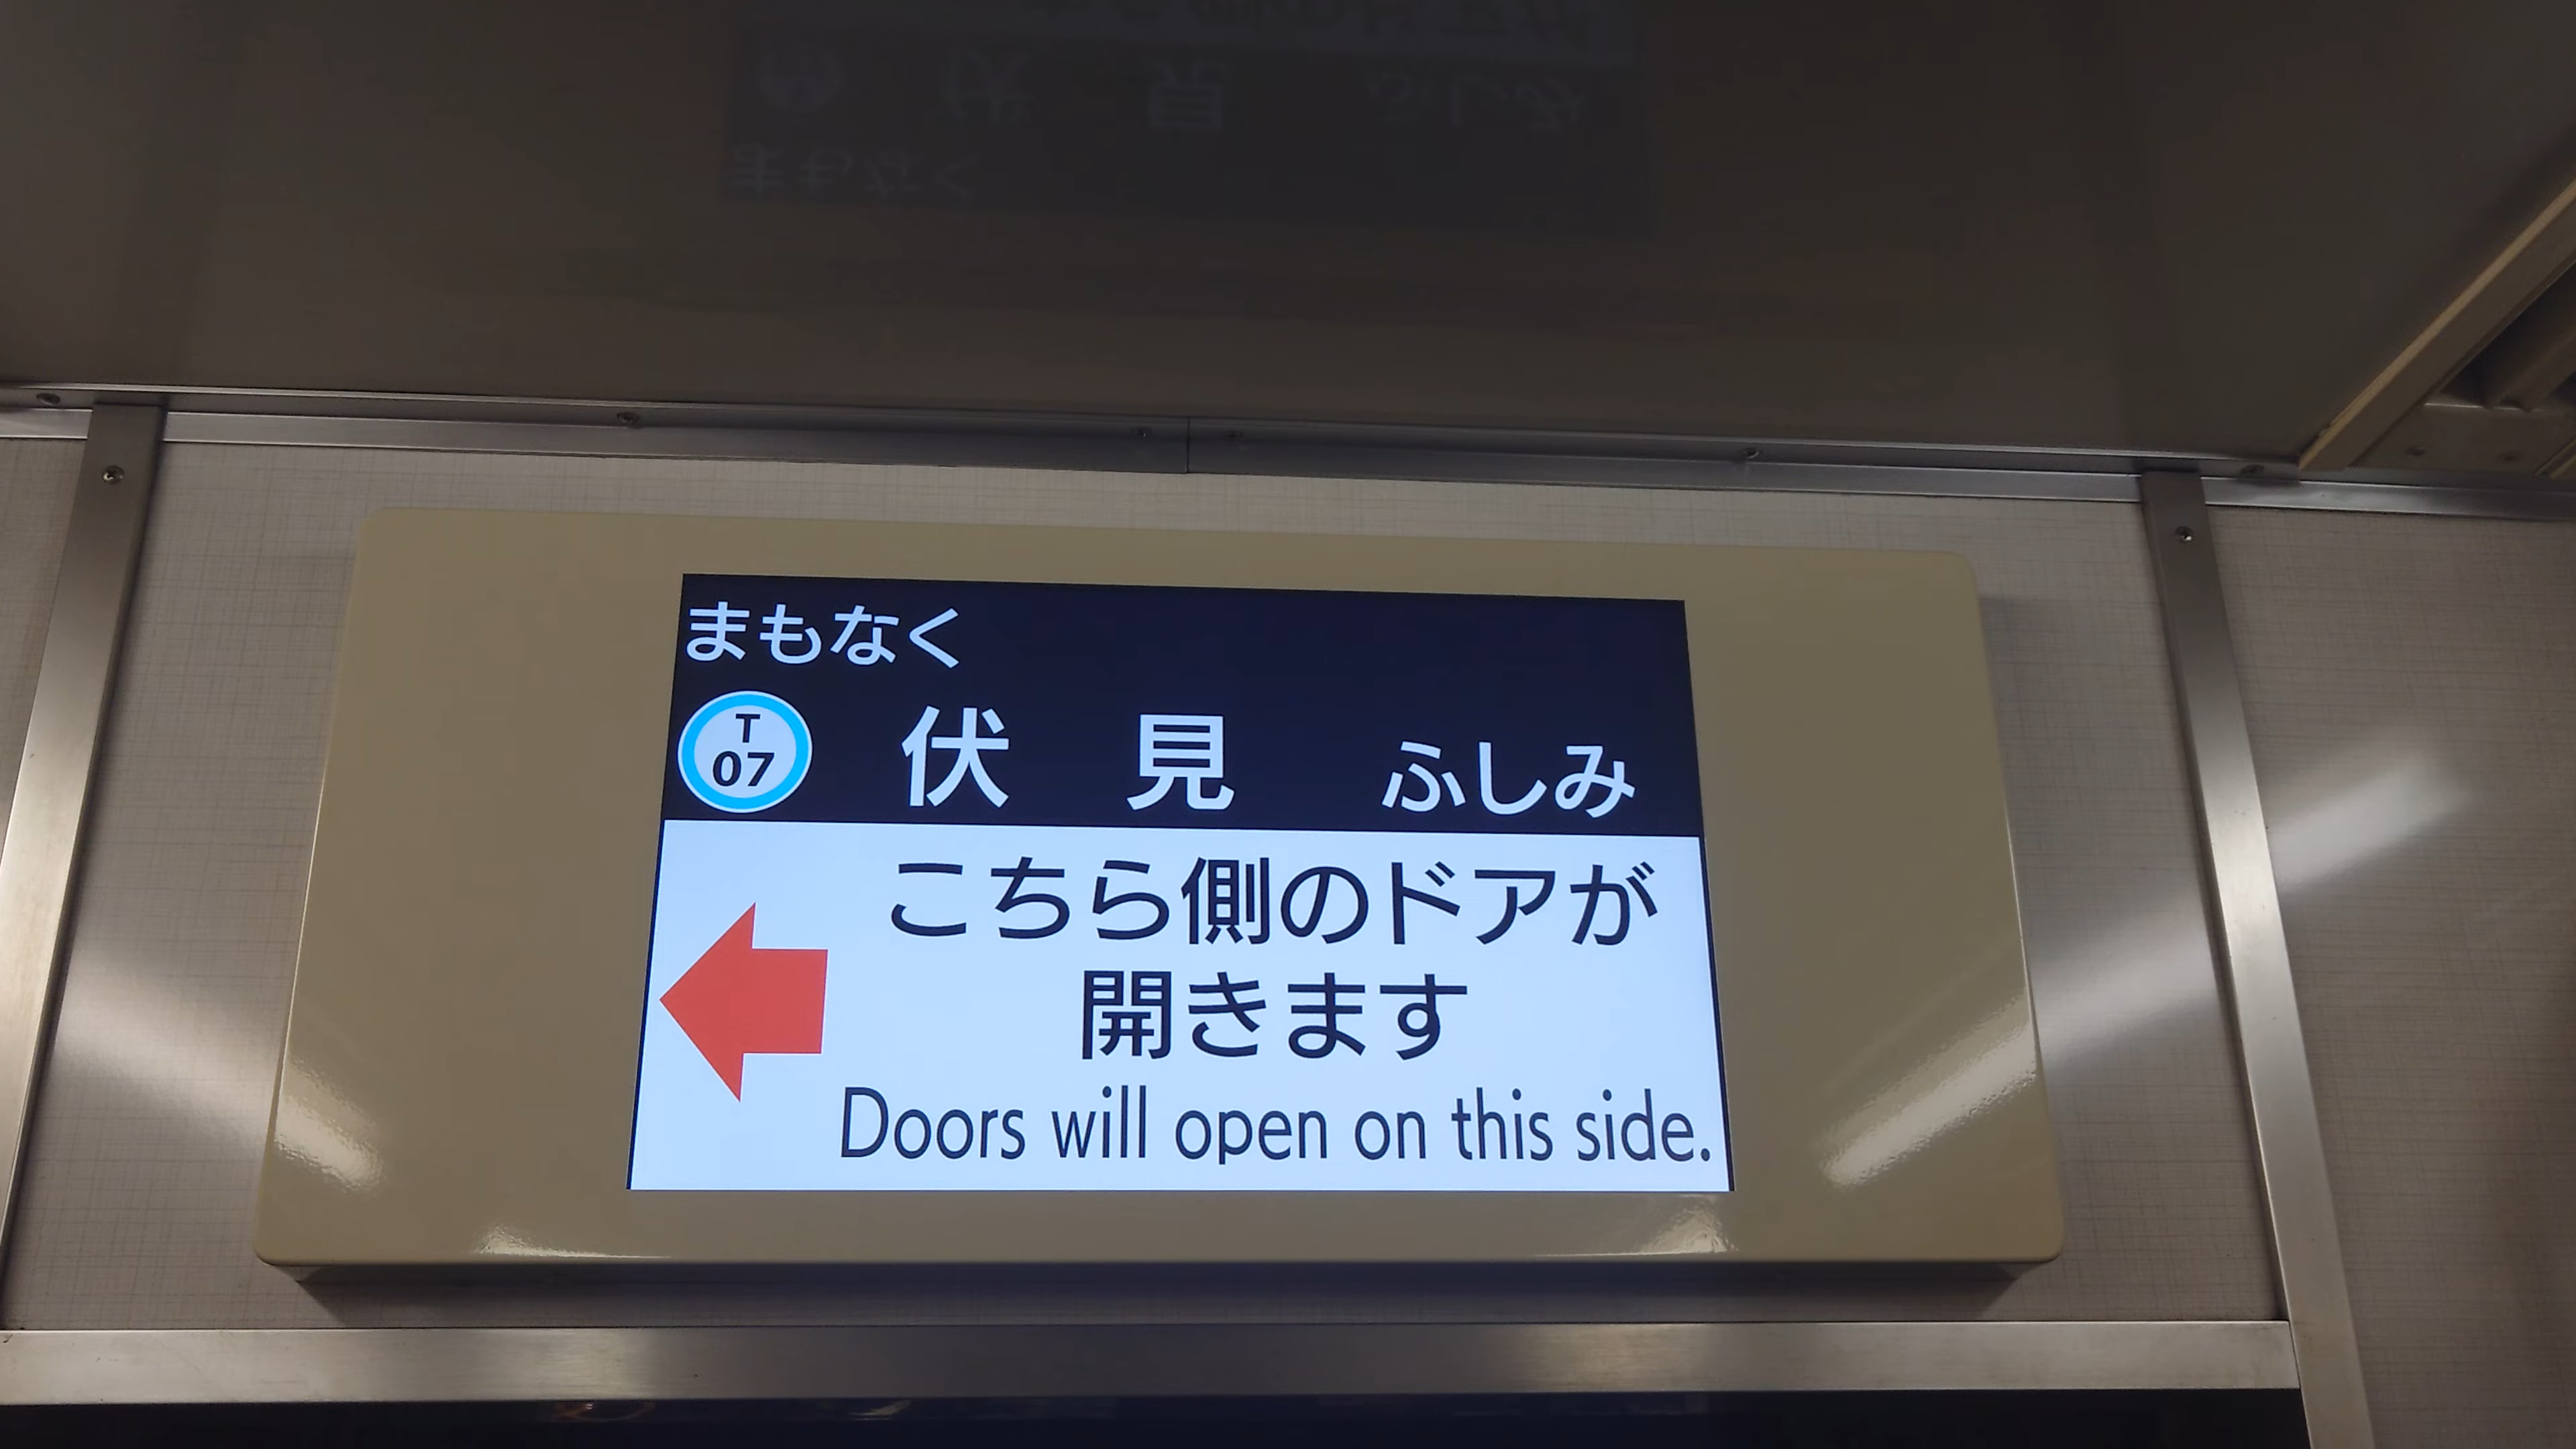 まもなく
T
07
伏見 ふしみ
こちら側のドアが
開きます
Doors will open on this side.